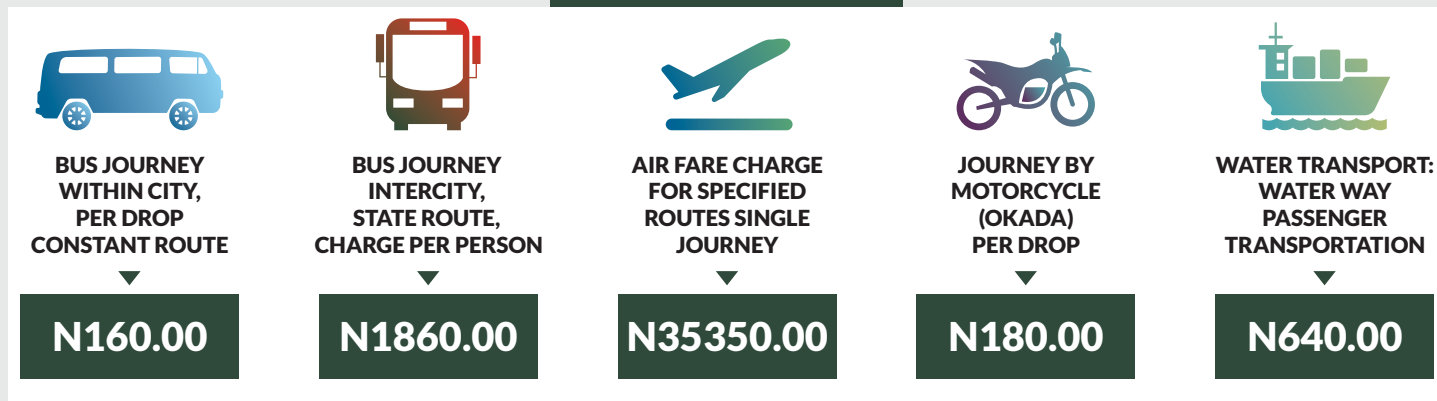 BUS JOURNEY
WITHIN CITY,
PER DROP
CONSTANT ROUTE
N160.00
BUS JOURNEY
INTERCITY,
STATE ROUTE,
CHARGE PER PERSON
N1860.00
AIR FARE CHARGE
FOR SPECIFIED
ROUTES SINGLE
JOURNEY
N35350.00
JOURNEY BY
MOTORCYCLE
(OKADA)
PER DROP
N180.00
WATER TRANSPORT:
WATER WAY
PASSENGER
TRANSPORTATION
N640.00